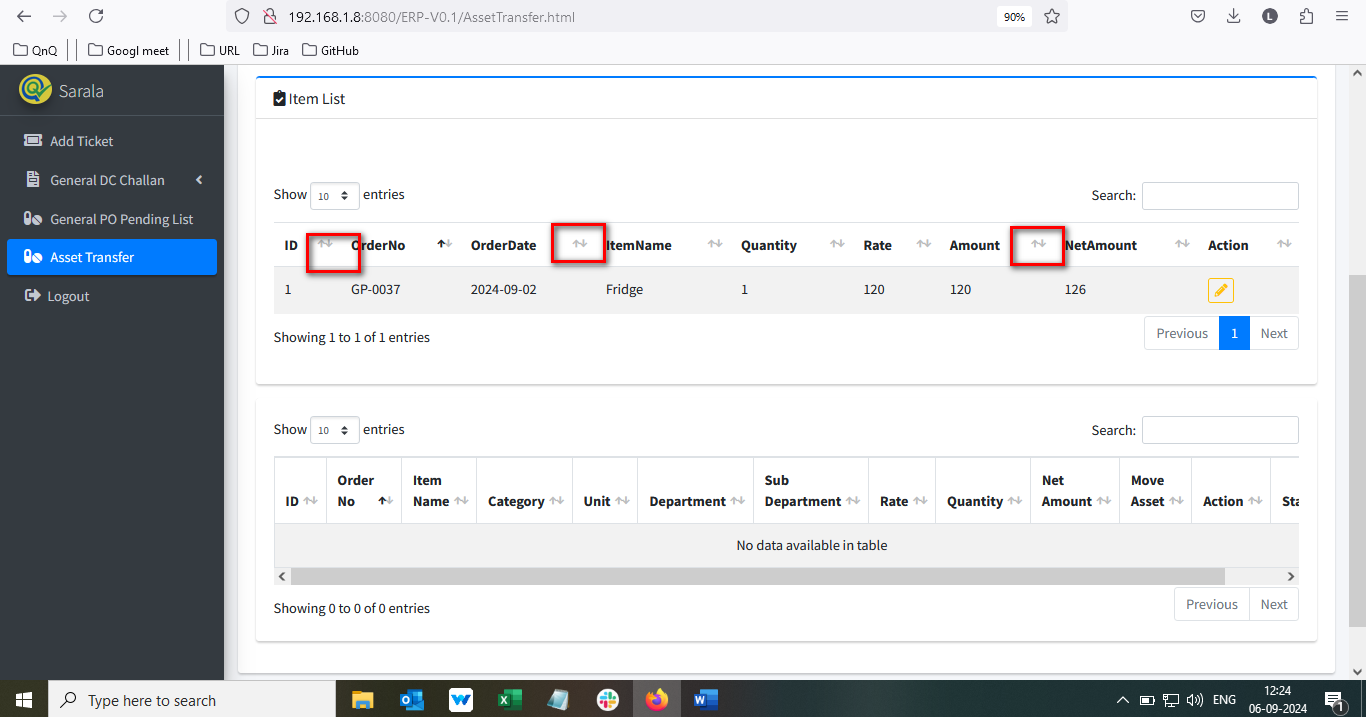 192.168.1.8:8080/ERP-V0.1/AssetTransfer.html 90% L
QnQ Googl meet URL Jira GitHub
Sarala
Add Ticket
General DC Challan
General PO Pending List
Asset Transfer
Logout
Item List
Show 10 entries Search:
ID OrderNo OrderDate ItemName Quantity Rate Amount NetAmount Action
1 GP-0037 2024-09-02 Fridge 1 120 120 126
Showing 1 to 1 of 1 entries Previous 1 Next
Show 10 entries Search:
Order Item Sub Net Move
ID No Name Category Unit Department Department Rate Quantity Amount Asset Action Sta
No data available in table
Showing 0 to 0 of 0 entries Previous Next
Type here to search ENG 12:24
06-09-2024 1